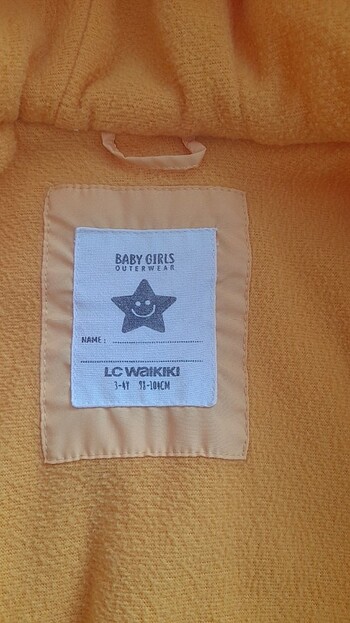 BABY GIRLS
OUTERWEAR
NAME :
LC WAIKIKI
3-4Y 98-104CM